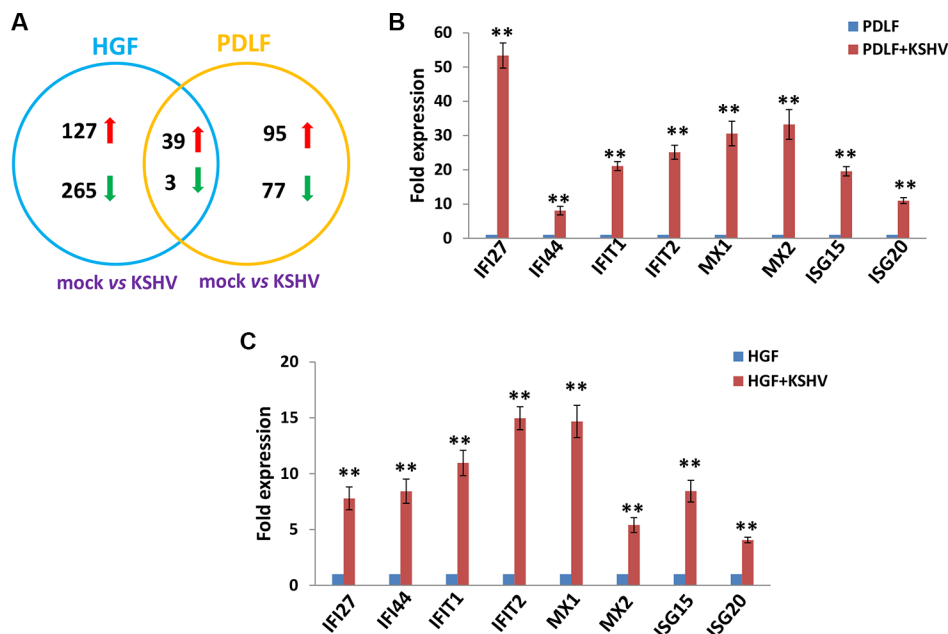 A
HGF
PDLF
127
39
95
265
3
77
mock vs KSHV
mock vs KSHV
B
PDLF
PDLF+KSHV
Fold expression
60
50
40
30
20
10
0
**
**
**
**
**
**
**
**
IFI27
IFI44
IFIT1
IFIT2
MX1
MX2
ISG15
ISG20
C
HGF
HGF+KSHV
Fold expression
20
15
10
5
0
**
**
**
**
**
**
**
**
IFI27
IFI44
IFIT1
IFIT2
MX1
MX2
ISG15
ISG20